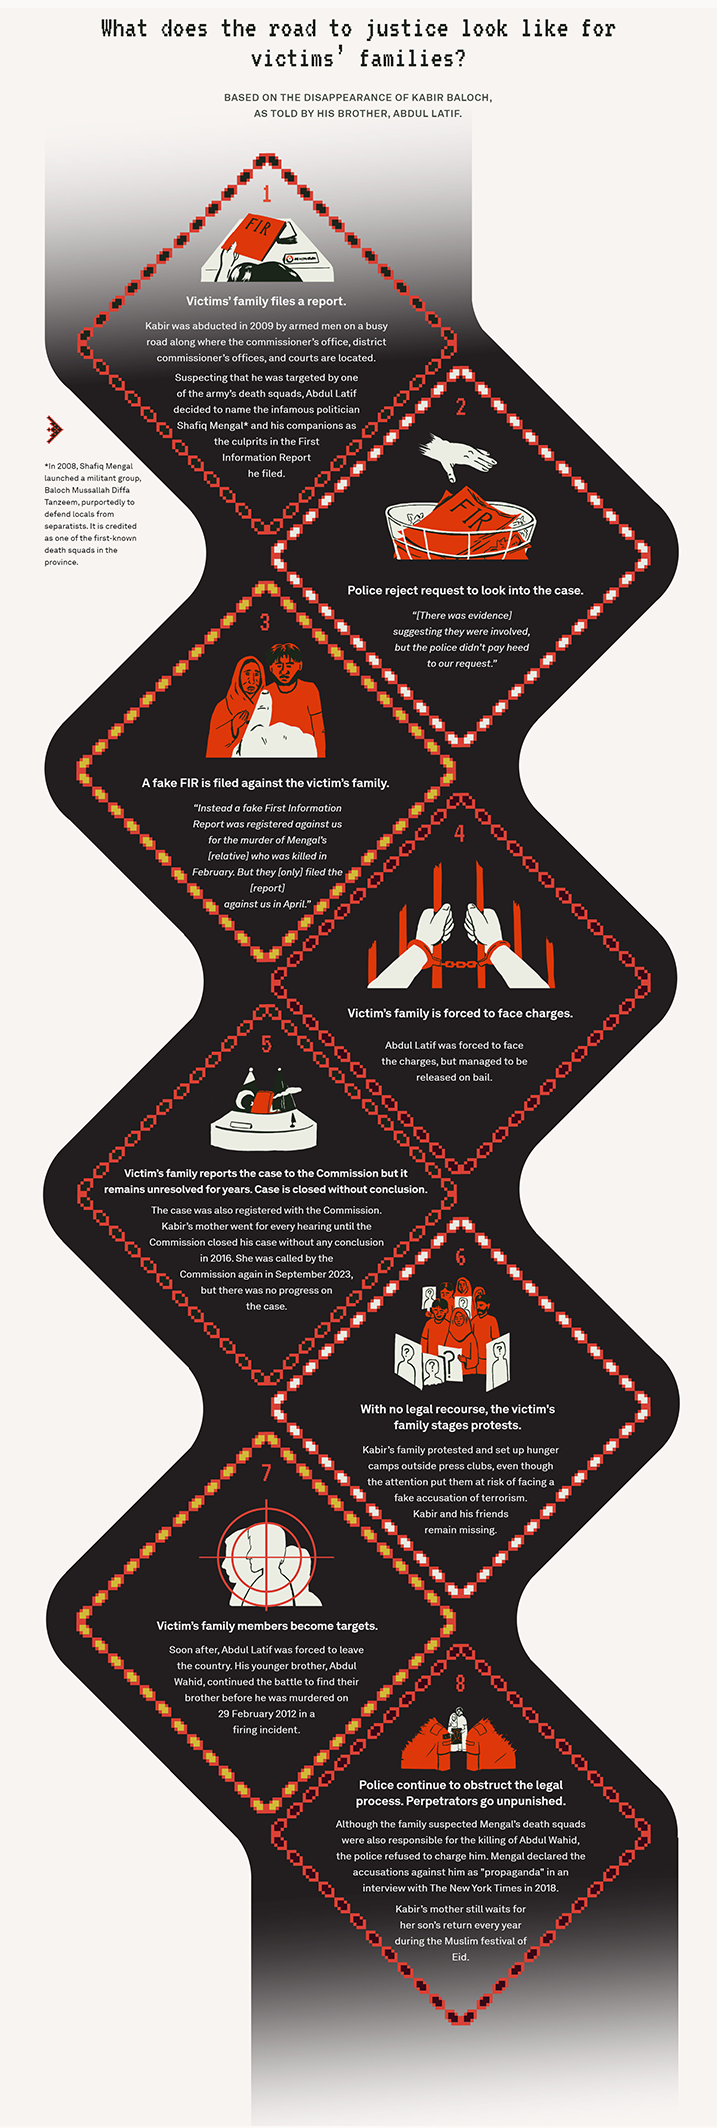 What does the road to justice look like for
victims' families?
BASED ON THE DISAPPEARANCE OF KABIR BALOCH,
AS TOLD BY HIS BROTHER, ABDUL LATIF.
1
FIR
Victims' family files a report.
Kabir was abducted in 2009 by armed men on a busy
road along where the commissioner's office, district
commissioner's offices, and courts are located.
Suspecting that he was targeted by one
of the army's death squads, Abdul Latif
decided to name the infamous politician
Shafiq Mengal* and his companions as
the culprits in the First
Information Report
he filed.
*In 2008, Shafiq Mengal
launched a militant group,
Baloch Mussallah Diffa
Tanzeem, purportedly to
defend locals from
separatists. It is credited
as one of the first-known
death squads in the
province.
2
FIR
Police reject request to look into the case.
"[There was evidence]
suggesting they were involved,
but the police didn't pay heed
to our request."
3
A fake FIR is filed against the victim's family.
"Instead a fake First Information
Report was registered against us
for the murder of Mengal's
[relative] who was killed in
February. But they [only] filed the
[report]
against us in April."
4
Victim's family is forced to face charges.
Abdul Latif was forced to face
the charges, but managed to be
released on bail.
5
Victim's family reports the case to the Commission but it
remains unresolved for years. Case is closed without conclusion.
The case was also registered with the Commission.
Kabir's mother went for every hearing until the
Commission closed his case without any conclusion
in 2016. She was called by the
Commission again in September 2023,
but there was no progress on
the case.
6
? ? ? ? ? ?
With no legal recourse, the victim's
family stages protests.
Kabir's family protested and set up hunger
camps outside press clubs, even though
the attention put them at risk of facing a
fake accusation of terrorism.
Kabir and his friends
remain missing.
7
Victim's family members become targets.
Soon after, Abdul Latif was forced to leave
the country. His younger brother, Abdul
Wahid, continued the battle to find their
brother before he was murdered on
29 February 2012 in a
firing incident.
8
Police continue to obstruct the legal
process. Perpetrators go unpunished.
Although the family suspected Mengal's death squads
were also responsible for the killing of Abdul Wahid,
the police refused to charge him. Mengal declared the
accusations against him as "propaganda" in an
interview with The New York Times in 2018.
Kabir's mother still waits for
her son's return every year
during the Muslim festival of
Eid.